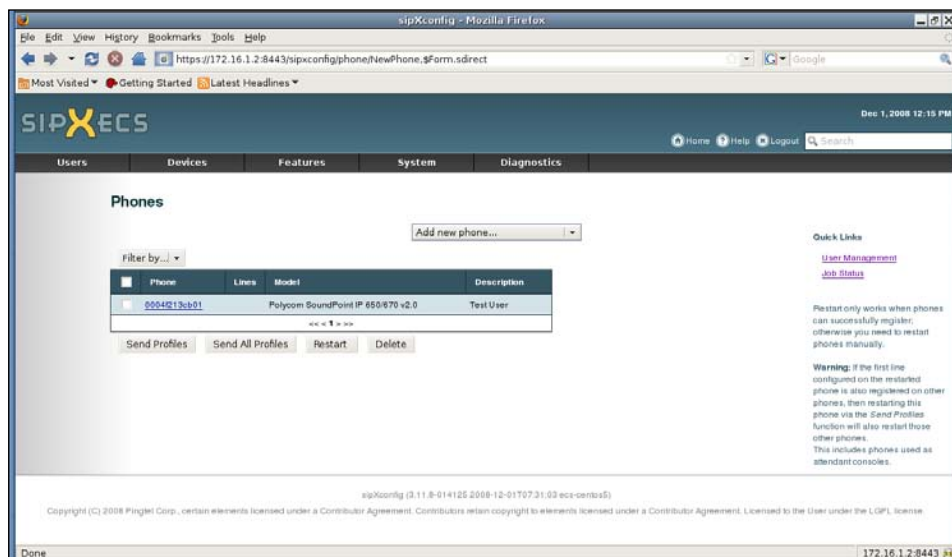 sipXconfig - Mozilla Firefox
File Edit View History Bookmarks Tools Help
https://172.16.1.2:8443/sipxconfig/phone/NewPhone,$Form.sdirect
G Google
Most Visited Getting Started Latest Headlines
SIPXECS
Dec 1, 2008 12:15 PM
Home Help Logout Search
Users Devices Features System Diagnostics
Phones
Add new phone...
Filter by...
Phone Lines Model Description
0004f213cb01 Polycom SoundPoint IP 650/670 v2.0 Test User
<< < 1 > >>
Send Profiles Send All Profiles Restart Delete
Quick Links
User Management
Job Status
Restart only works when phones
can successfully register,
otherwise you need to restart
phones manually.
Warning: If the first line
configured on the restarted
phone is also registered on other
phones, then restarting this
phone via the Send Profiles
function will also restart those
other phones.
This includes phones used as
attendant consoles.
sipXconfig (3.11.8-014125 2008-12-01T07:31:03 ecs-centos5)
Copyright (C) 2008 Pingtel Corp., certain elements licensed under a Contributor Agreement. Contributors retain copyright to elements licensed under a Contributor Agreement. Licensed to the User under the LGPL license.
Done
172.16.1.2:8443